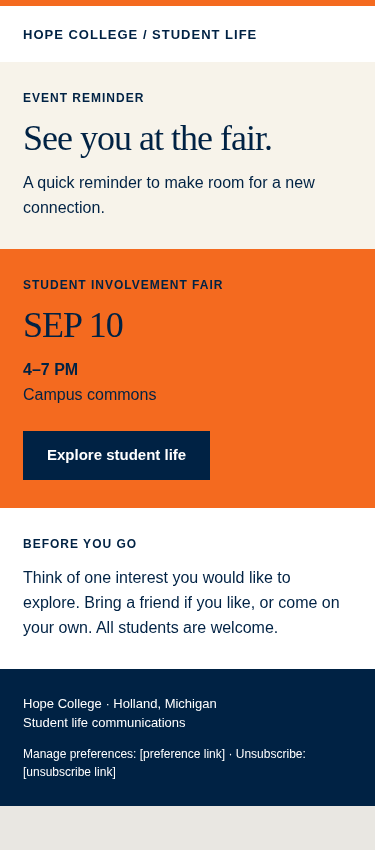 HOPE COLLEGE / STUDENT LIFE
EVENT REMINDER
See you at the fair.
A quick reminder to make room for a new
connection.
STUDENT INVOLVEMENT FAIR
SEP 10
4–7 PM
Campus commons
Explore student life
BEFORE YOU GO
Think of one interest you would like to
explore. Bring a friend if you like, or come on
your own. All students are welcome.
Hope College · Holland, Michigan
Student life communications
Manage preferences: [preference link] · Unsubscribe:
[unsubscribe link]